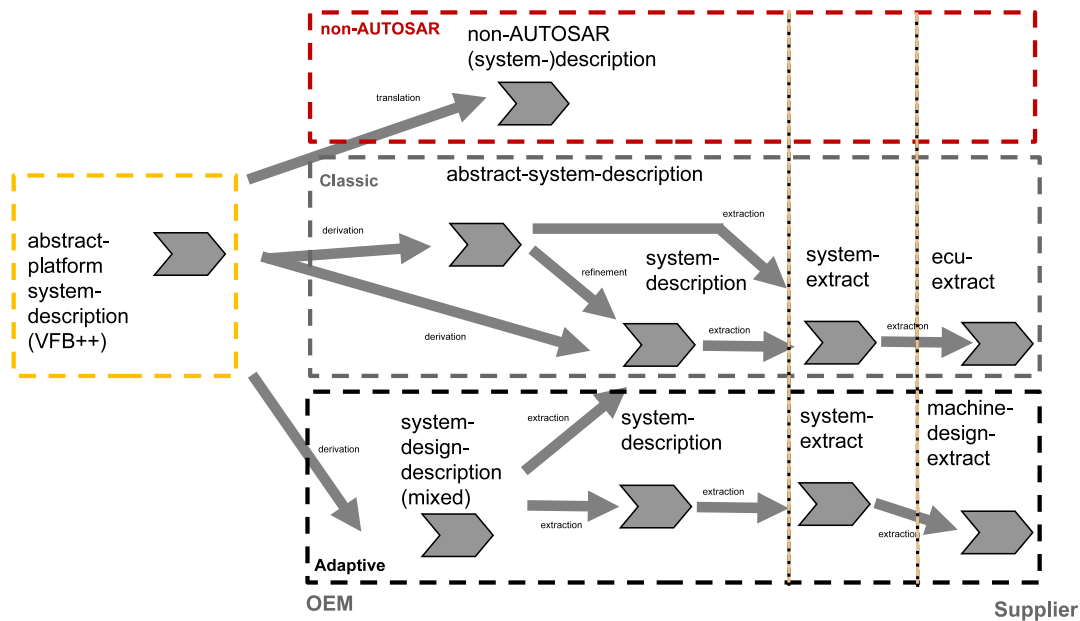 non-AUTOSAR
non-AUTOSAR
(system-)description
translation
Classic
abstract-system-description
abstract-
platform
system-
description
(VFB++)
derivation
extraction
refinement
system-
description
system-
extract
ecu-
extract
derivation
extraction
extraction
derivation
system-
design-
description
(mixed)
extraction
system-
description
system-
extract
machine-
design-
extract
extraction
extraction
extraction
Adaptive
OEM
Supplier